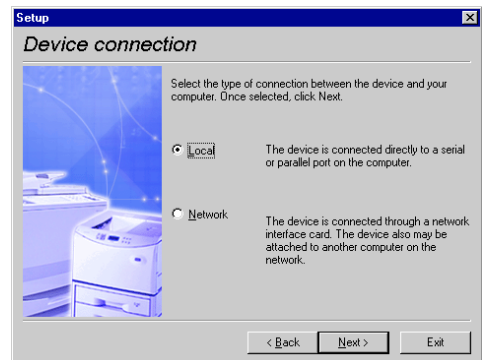 Setup
Device connection
Select the type of connection between the device and your
computer. Once selected, click Next.
Local
The device is connected directly to a serial
or parallel port on the computer.
Network
The device is connected through a network
interface card. The device also may be
attached to another computer on the
network.
< Back
Next >
Exit